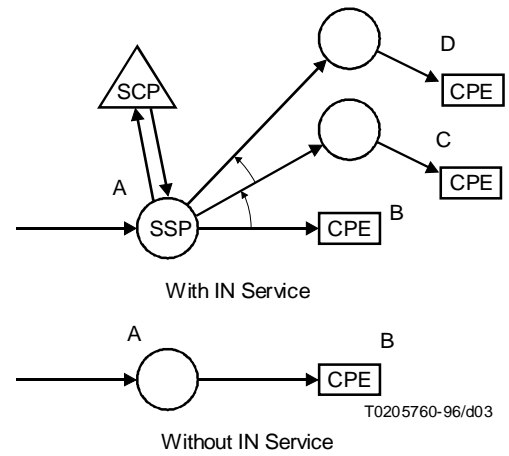 D
SCP
CPE
C
A
CPE
B
SSP
CPE
With IN Service
A
B
CPE
T0205760-96/d03
Without IN Service